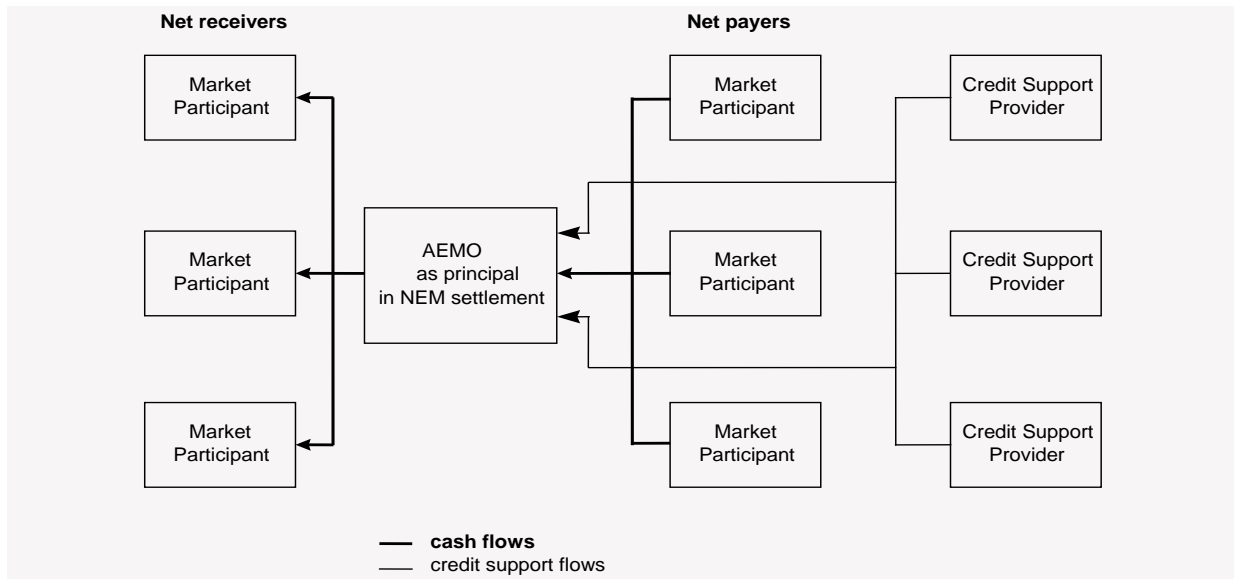 Net receivers
Net payers
Market
Participant
Market
Participant
Credit Support
Provider
AEMO
as principal
in NEM settlement
Market
Participant
Market
Participant
Credit Support
Provider
Market
Participant
Market
Participant
Credit Support
Provider
cash flows
credit support flows